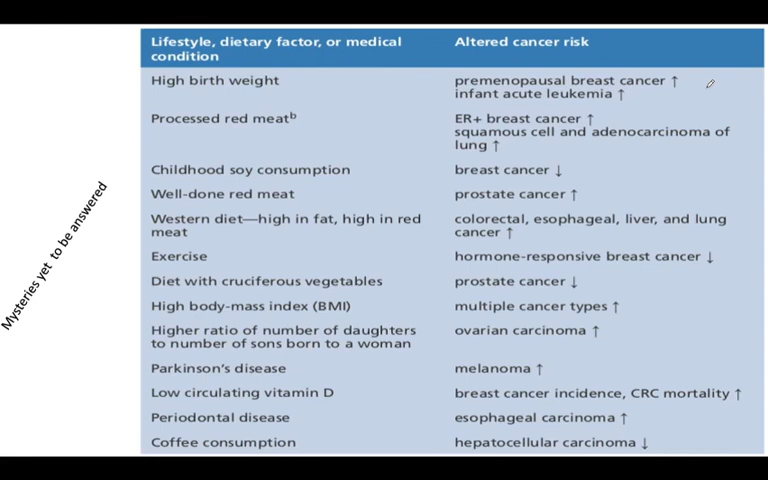 Lifestyle, dietary factor, or medical condition
Altered cancer risk
High birth weight
premenopausal breast cancer ↑
infant acute leukemia ↑
Processed red meatᵇ
ER+ breast cancer ↑
squamous cell and adenocarcinoma of
lung ↑
Childhood soy consumption
breast cancer ↓
Well-done red meat
prostate cancer ↑
Western diet—high in fat, high in red
meat
colorectal, esophageal, liver, and lung
cancer ↑
Exercise
hormone-responsive breast cancer ↓
Diet with cruciferous vegetables
prostate cancer ↓
High body-mass index (BMI)
multiple cancer types ↑
Higher ratio of number of daughters
to number of sons born to a woman
ovarian carcinoma ↑
Parkinson's disease
melanoma ↑
Low circulating vitamin D
breast cancer incidence, CRC mortality ↑
Periodontal disease
esophageal carcinoma ↑
Coffee consumption
hepatocellular carcinoma ↓
Mysteries yet to be answered